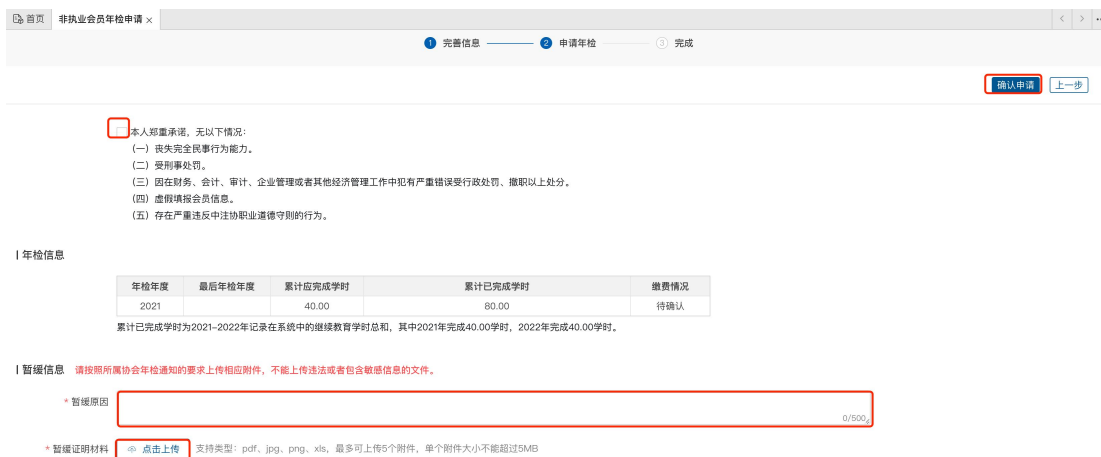 首页 非执业会员年检申请 ×
1 完善信息 2 申请年检 3 完成
确认申请 上一步
本人郑重承诺，无以下情况：
（一）丧失完全民事行为能力。
（二）受刑事处罚。
（三）因在财务、会计、审计、企业管理或者其他经济管理工作中犯有严重错误受行政处罚、撤职以上处分。
（四）虚假填报会员信息。
（五）存在严重违反中注协职业道德守则的行为。
年检信息
年检年度 最后年检年度 累计应完成学时 累计已完成学时 缴费情况
2021 40.00 80.00 待确认
累计已完成学时为2021-2022年记录在系统中的继续教育学时总和，其中2021年完成40.00学时，2022年完成40.00学时。
暂缓信息 请按照所属协会年检通知的要求上传相应附件，不能上传违法或者包含敏感信息的文件。
* 暂缓原因
0/500
* 暂缓证明材料 点击上传 支持类型：pdf、jpg、png、xls，最多可上传5个附件，单个附件大小不能超过5MB